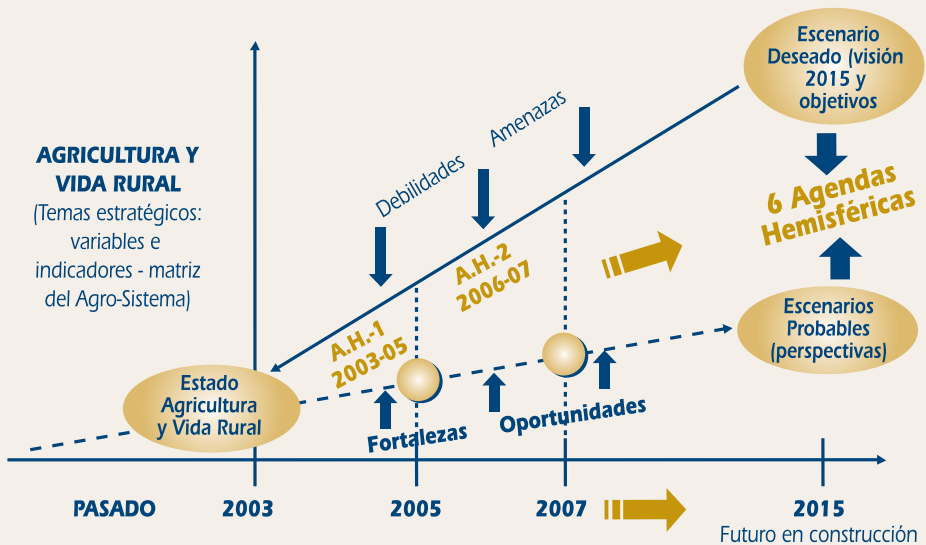 Escenario
Deseado (visión
2015 y
objetivos
AGRICULTURA Y
VIDA RURAL
(Temas estratégicos:
variables e
indicadores - matriz
del Agro-Sistema)
Amenazas
Debilidades
6 Agendas
Hemisféricas
A.H.-2
2006-07
A.H.-1
2003-05
Escenarios
Probables
(perspectivas)
Estado
Agricultura
y Vida Rural
Fortalezas
Oportunidades
PASADO
2003
2005
2007
2015
Futuro en construcción